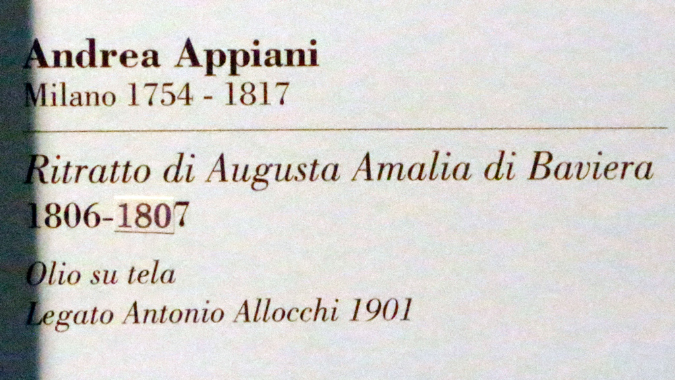 Andrea Appiani
Milano 1754 - 1817
Ritratto di Augusta Amalia di Baviera
1806-1807
Olio su tela
Legato Antonio Allocchi 1901